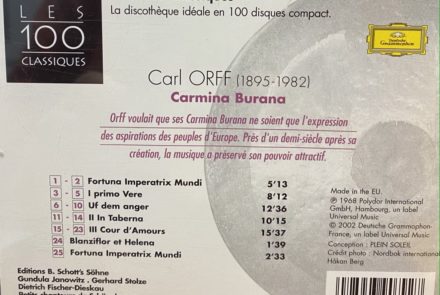 LES
100
CLASSIQUES
La discothèque idéale en 100 disques compact.
Deutsche
Grammophon
Carl ORFF (1895-1982)
Carmina Burana
Orff vouloit que ses Carmina Burana ne soient que l'expression
des aspirations des peuples d'Europe. Près d'un demi-siècle après sa
création, la musique a préservé son pouvoir attractif.
1 - 2 Fortuna Imperatrix Mundi 5'13
3 - 5 I primo Vere 8'12
6 - 10 Uf dem anger 12'36
11 - 14 II In Taberna 10'15
15 - 23 III Cour d'Amours 15'37
24 Blanziflor et Helena 1'39
25 Fortuna Imperatrix Mundi 2'33
Made in the EU.
℗ 1968 Polydor International
GmbH, Hambourg, un label
Universal Music
© 2002 Deutsche Grammophon-
France, un label Universal Music
Conception : PLEIN SOLEIL
Crédit photo : Nordbok international
Håkan Berg
Editions B. Schott's Söhne
Gundula Janowitz, Gerhard Stolze
Dietrich Fischer-Dieskau